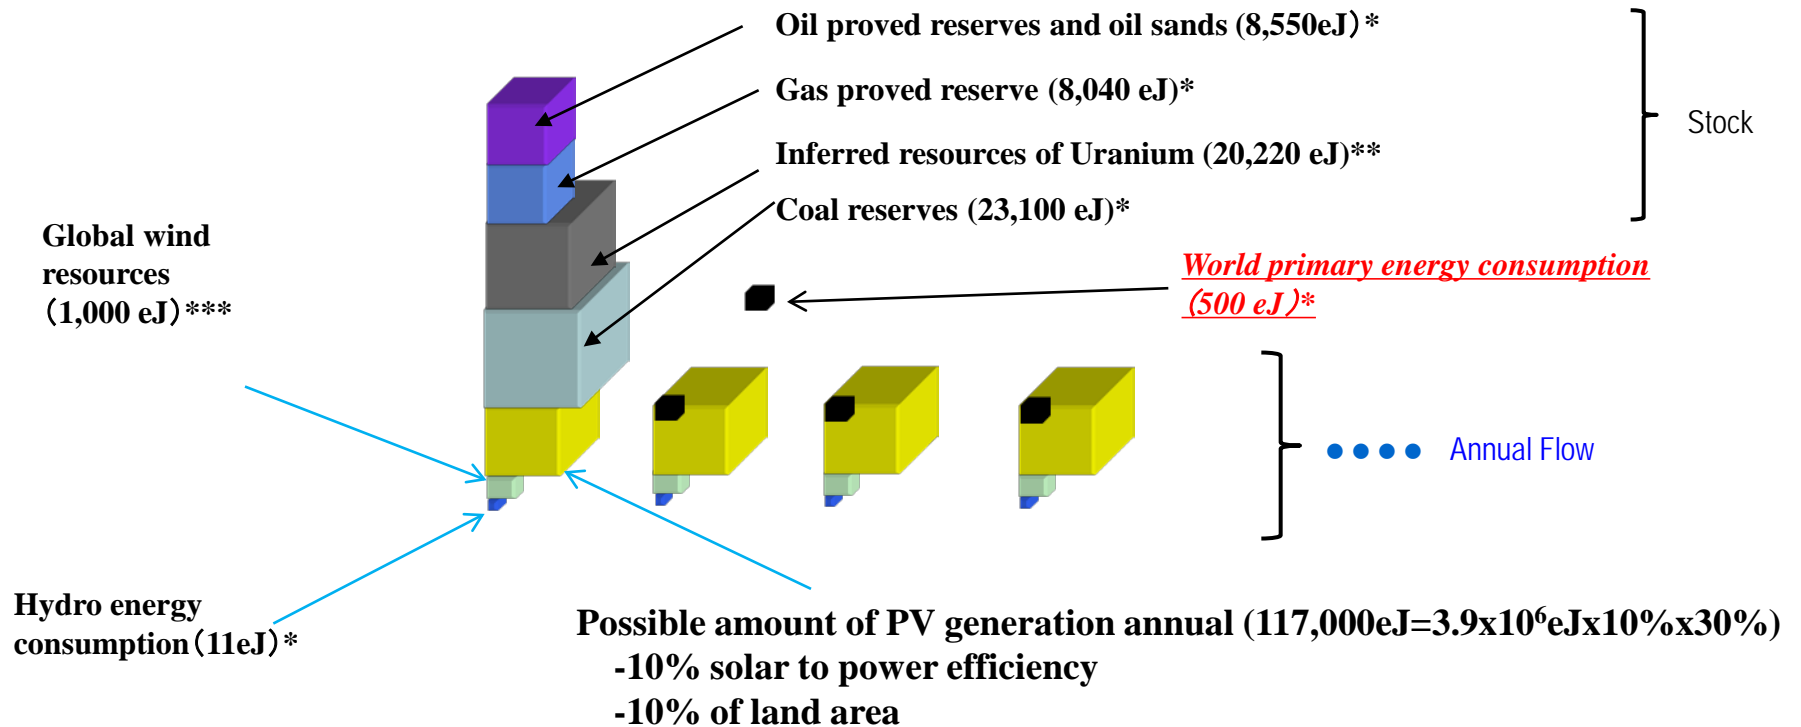 Oil proved reserves and oil sands (8,550eJ）*
Gas proved reserve (8,040 eJ)*
Inferred resources of Uranium (20,220 eJ)**
Coal reserves (23,100 eJ)*
Stock
Global wind
resources
（1,000 eJ）***
World primary energy consumption
（500 eJ）*
Annual Flow
Hydro energy
consumption（11eJ）*
Possible amount of PV generation annual (117,000eJ=3.9x10⁶eJx10%x30%)
-10% solar to power efficiency
-10% of land area